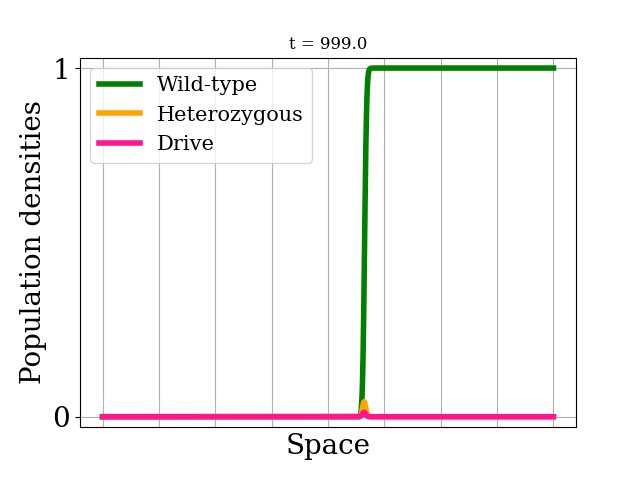 t = 999.0
1
Wild-type
Heterozygous
Drive
Population densities
0
Space